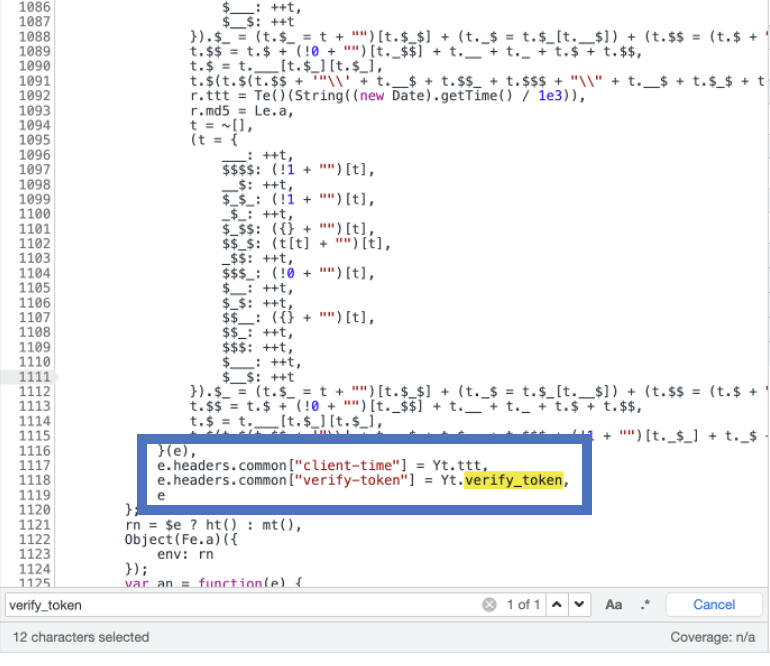 1086 $___: ++t,
1087 $__$: ++t
1088 }).$_ = (t.$_ = t + "")[t.$_$] + (t._$ = t.$_[t.__$]) + (t.$$ = (t.$ + "
1089 t.$$ = t.$ + (!0 + "")[t._$$] + t.__ + t._ + t.$ + t.$$,
1090 t.$ = t.___[t.$_][t.$_],
1091 t.$(t.$(t.$$ + '"\\' + t.__$ + t.$$_ + t.$$$ + "\\" + t.__$ + t.$_$ + t
1092 r.ttt = Te()(String((new Date).getTime() / 1e3)),
1093 r.md5 = Le.a,
1094 t = ~[],
1095 (t = {
1096 ___: ++t,
1097 $$$$: (!1 + "")[t],
1098 __$: ++t,
1099 $_$_: (!1 + "")[t],
1100 _$_: ++t,
1101 $_$$: ({} + "")[t],
1102 $$_$: (t[t] + "")[t],
1103 _$$: ++t,
1104 $$$_: (!0 + "")[t],
1105 $__: ++t,
1106 $_$: ++t,
1107 $$__: ({} + "")[t],
1108 $$_: ++t,
1109 $$$: ++t,
1110 $___: ++t,
1111 $__$: ++t
1112 }).$_ = (t.$_ = t + "")[t.$_$] + (t._$ = t.$_[t.__$]) + (t.$$ = (t.$ + "
1113 t.$$ = t.$ + (!0 + "")[t._$$] + t.__ + t._ + t.$ + t.$$,
1114 t.$ = t.___[t.$_][t.$_],
1115 + "")[t._$_] + t._$
1116 }(e),
1117 e.headers.common["client-time"] = Yt.ttt,
1118 e.headers.common["verify-token"] = Yt.verify_token,
1119 e
1120 };
1121 rn = $e ? ht() : mt(),
1122 Object(Fe.a)({
1123 env: rn
1124 });
1125 var an = function(e) {
verify_token 1 of 1 Aa .* Cancel
12 characters selected Coverage: n/a